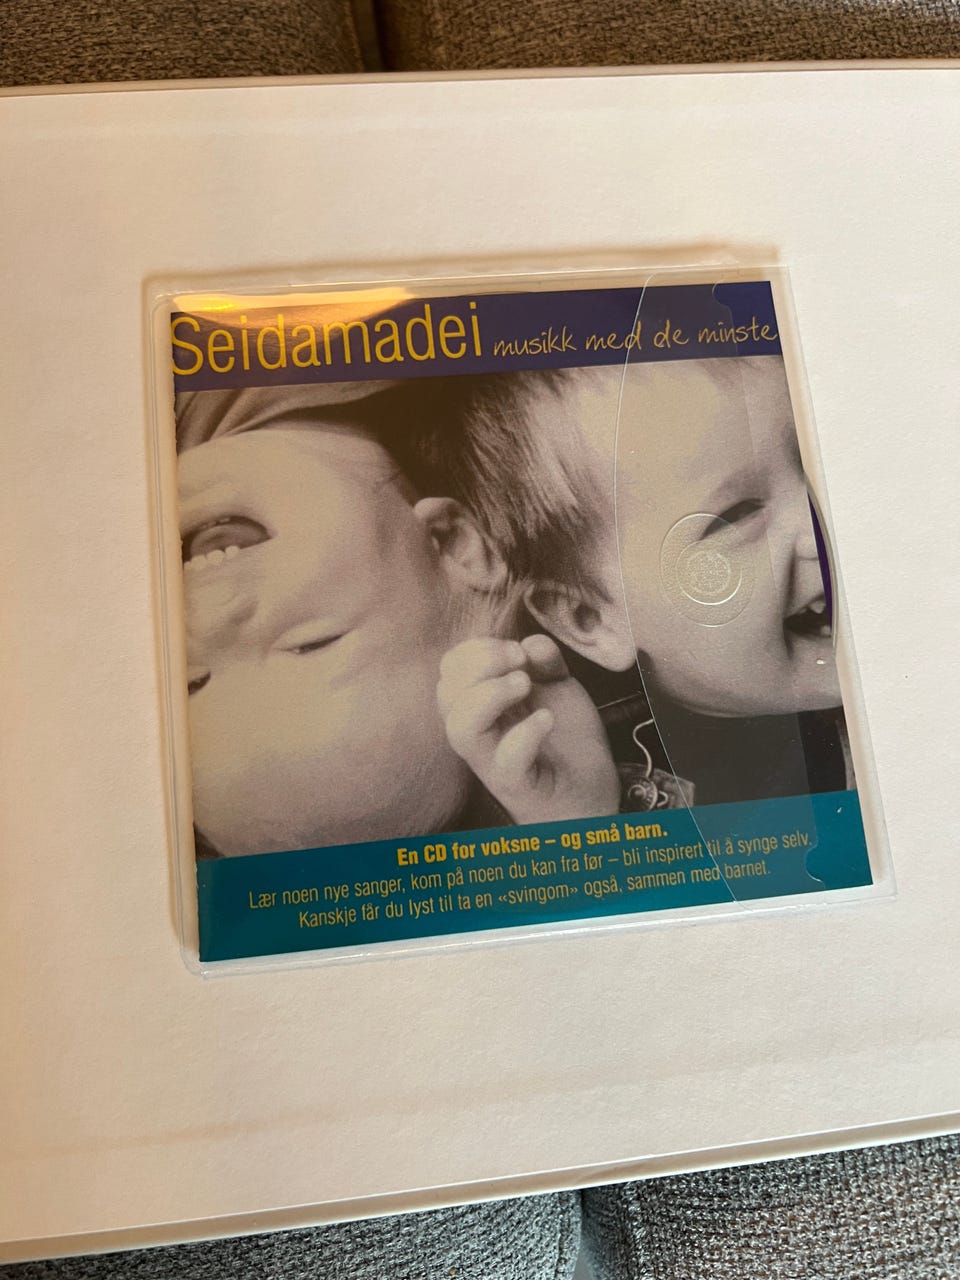 Seidamadei musikk med de minste
En CD for voksne – og små barn.
Lær noen nye sanger, kom på noen du kan fra før – bli inspirert til å synge selv.
Kanskje får du lyst til ta en «svingom» også, sammen med barnet.